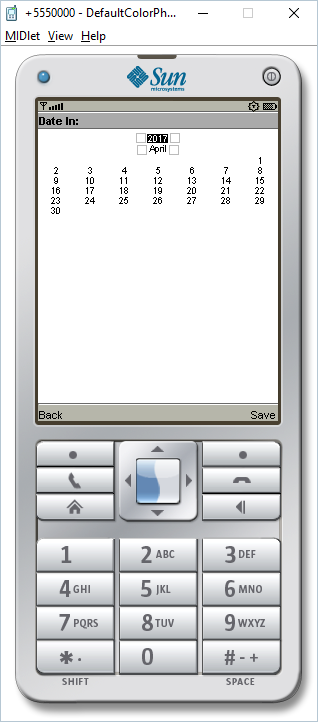 +5550000 - DefaultColorPh...
MIDlet View Help
Sun
microsystems
Date In:
2017
April
1
2 3 4 5 6 7 8
9 10 11 12 13 14 15
16 17 18 19 20 21 22
23 24 25 26 27 28 29
30
Back Save
1 2 ABC 3 DEF
4 GHI 5 JKL 6 MNO
7 PQRS 8 TUV 9 WXYZ
* . 0 # - +
SHIFT SPACE